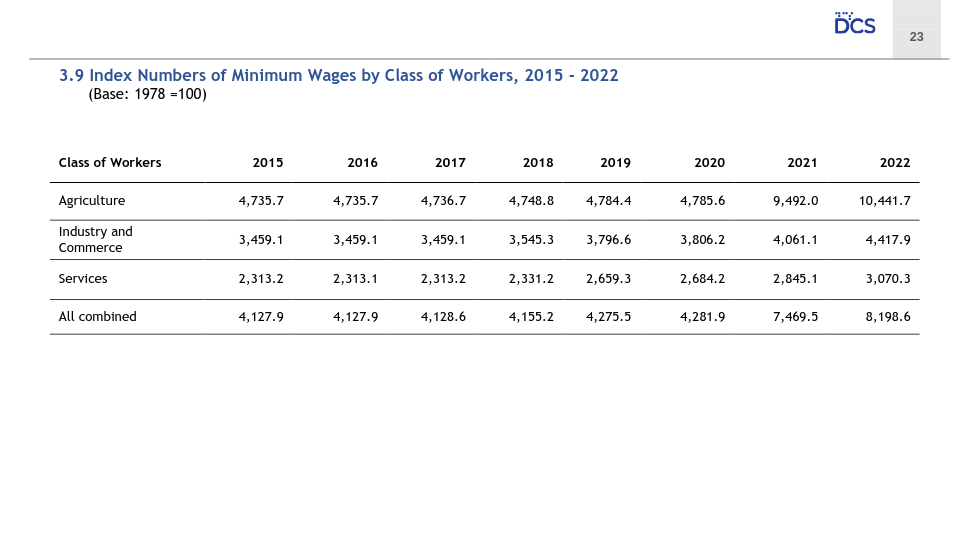 DCS
23
3.9 Index Numbers of Minimum Wages by Class of Workers, 2015 - 2022
(Base: 1978 =100)
Class of Workers 2015 2016 2017 2018 2019 2020 2021 2022
Agriculture 4,735.7 4,735.7 4,736.7 4,748.8 4,784.4 4,785.6 9,492.0 10,441.7
Industry and
Commerce 3,459.1 3,459.1 3,459.1 3,545.3 3,796.6 3,806.2 4,061.1 4,417.9
Services 2,313.2 2,313.1 2,313.2 2,331.2 2,659.3 2,684.2 2,845.1 3,070.3
All combined 4,127.9 4,127.9 4,128.6 4,155.2 4,275.5 4,281.9 7,469.5 8,198.6